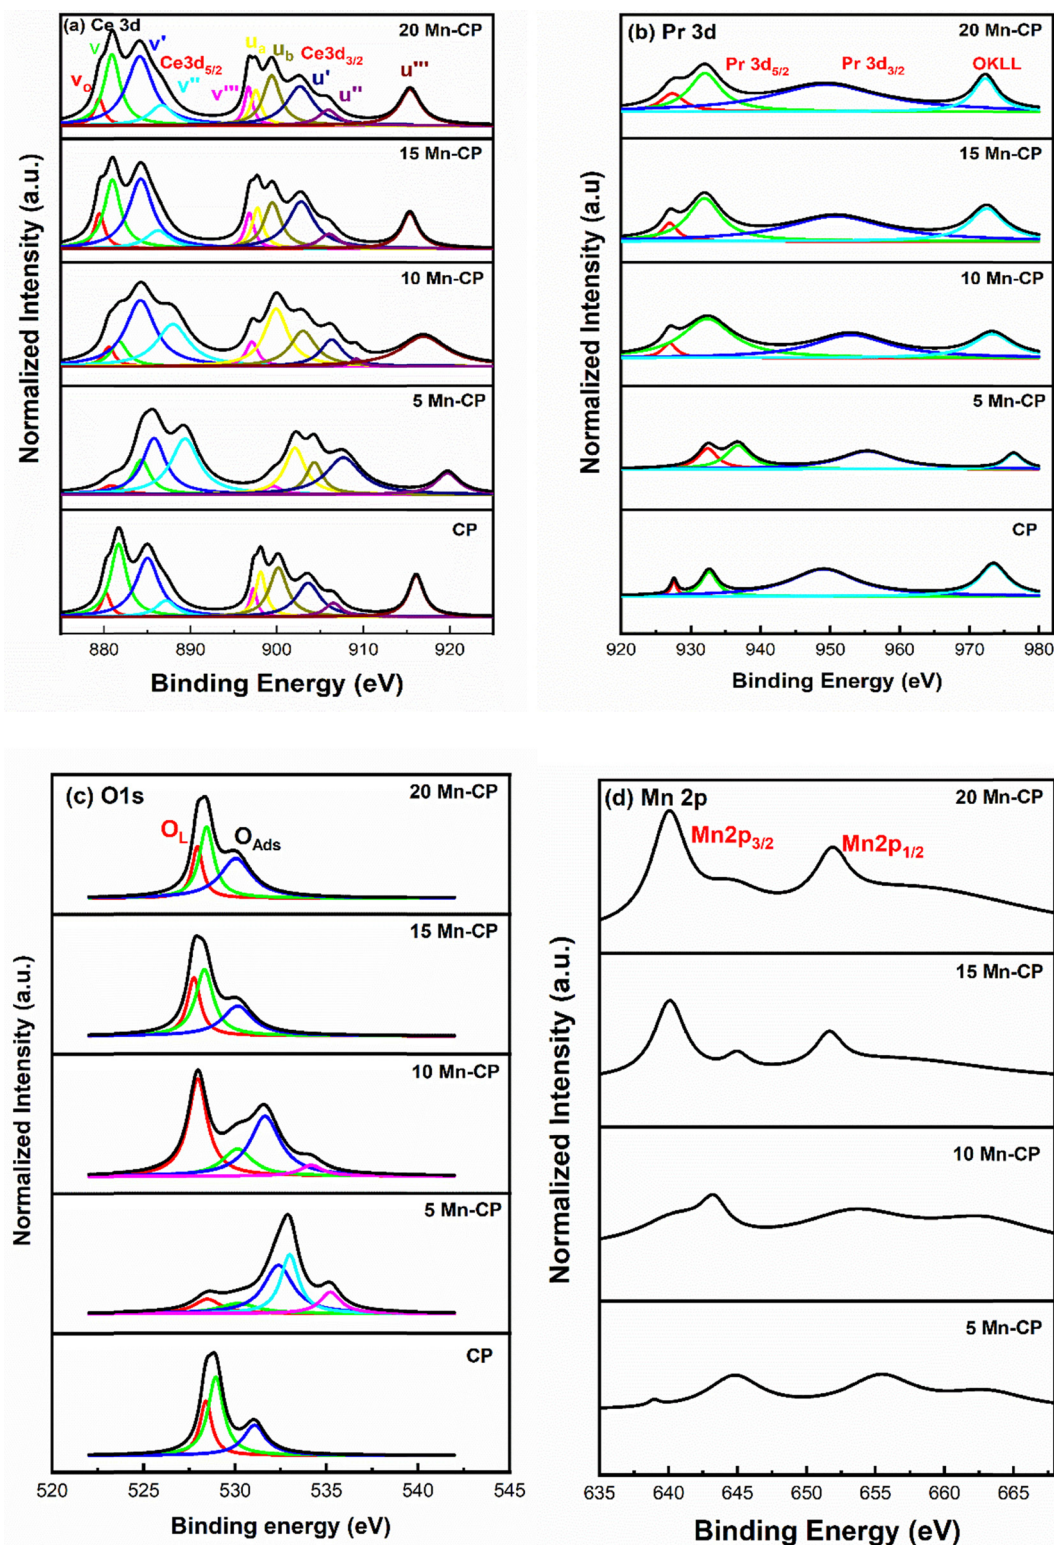 (a) Ce 3d
20 Mn-CP
v₀
v
v'
Ce3d₅/₂
v''
v'''
uₐ
u_b
Ce3d₃/₂
u'
u''
u'''
15 Mn-CP
10 Mn-CP
5 Mn-CP
CP
Normalized Intensity (a.u.)
880 890 900 910 920
Binding Energy (eV)
(b) Pr 3d
20 Mn-CP
Pr 3d₅/₂
Pr 3d₃/₂
OKLL
15 Mn-CP
10 Mn-CP
5 Mn-CP
CP
Normalized Intensity (a.u)
920 930 940 950 960 970 980
Binding Energy (eV)
(c) O1s
20 Mn-CP
O_L
O_Ads
15 Mn-CP
10 Mn-CP
5 Mn-CP
CP
Normalized Intensity (a.u.)
520 525 530 535 540 545
Binding energy (eV)
(d) Mn 2p
20 Mn-CP
Mn2p₃/₂
Mn2p₁/₂
15 Mn-CP
10 Mn-CP
5 Mn-CP
Normalized Intensity (a.u.)
635 640 645 650 655 660 665
Binding Energy (eV)